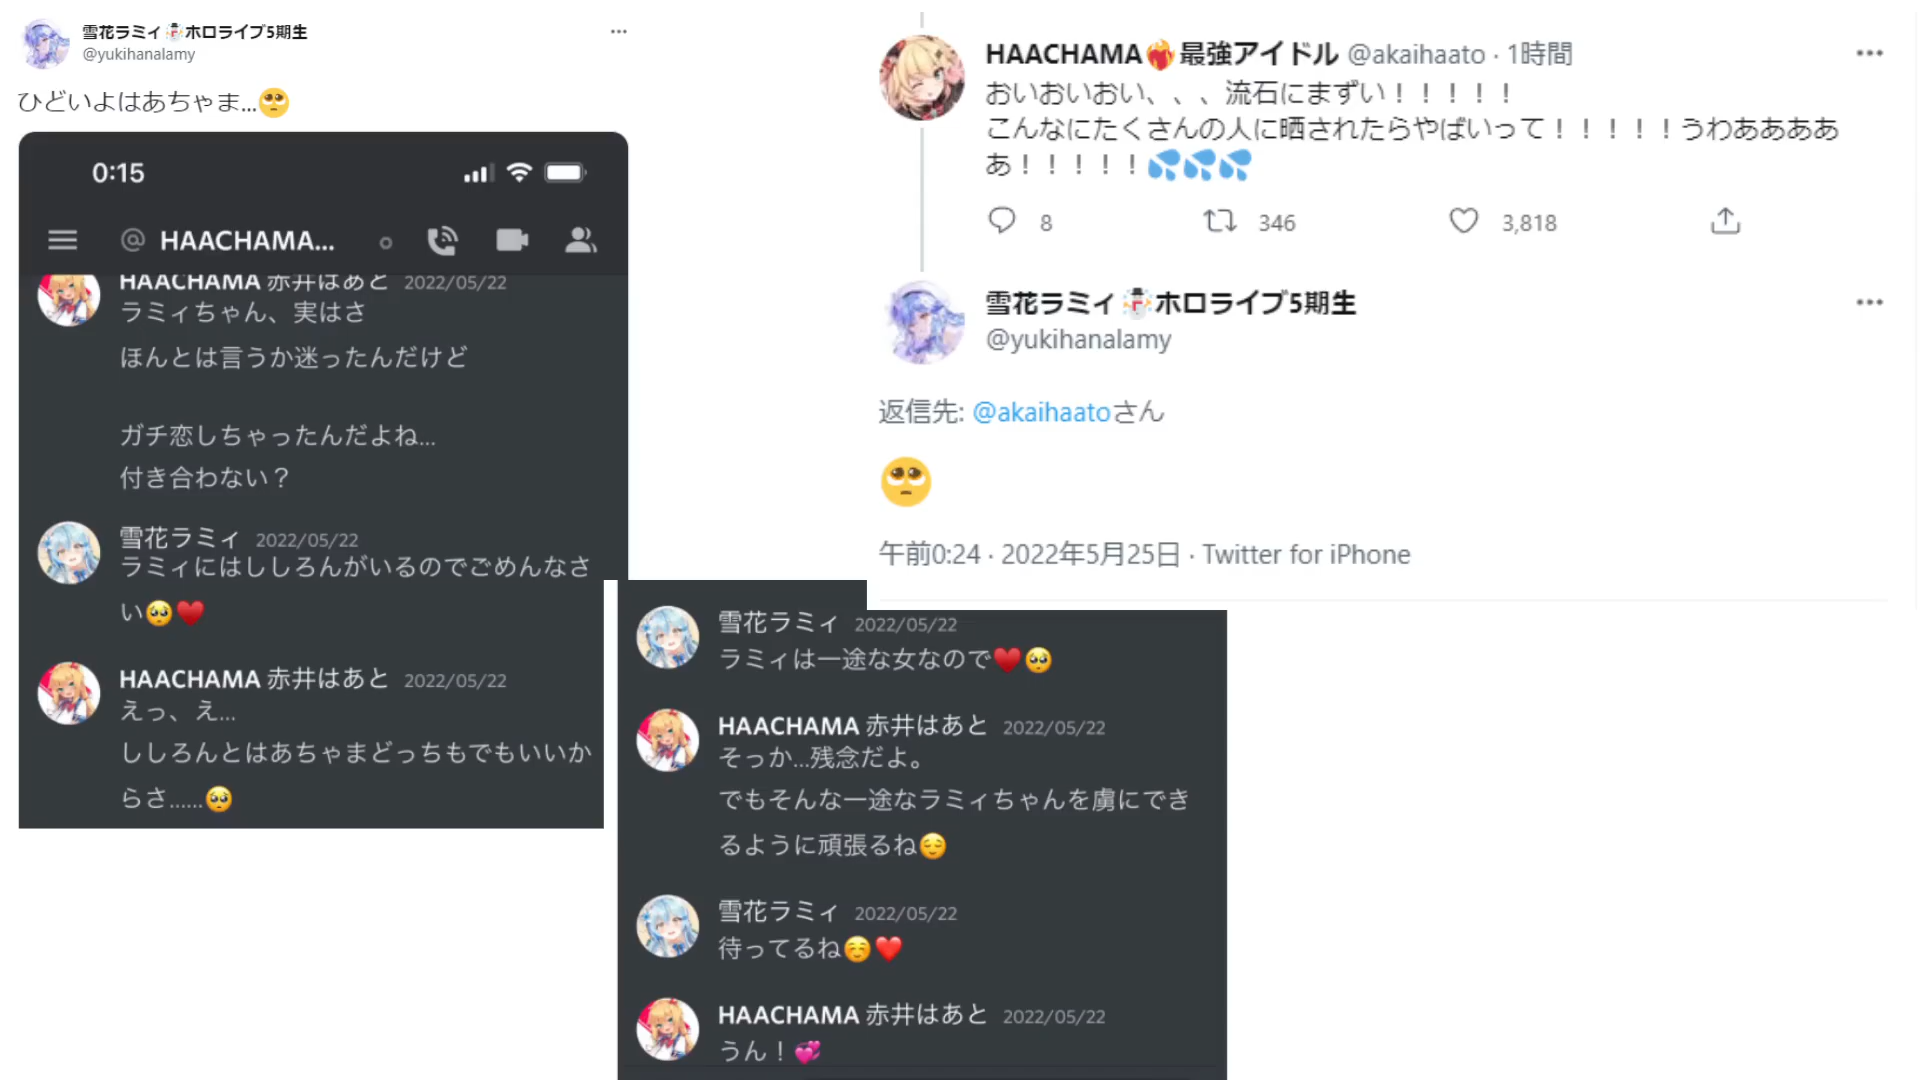 雪花ラミィ☃️ホロライブ5期生
@yukihanalamy
ひどいよはあちゃま...🥺
0:15
@ HAACHAMA...
HAACHAMA 赤井はあと 2022/05/22
ラミィちゃん、実はさ
ほんとは言うか迷ったんだけど
ガチ恋しちゃったんだよね...
付き合わない？
雪花ラミィ 2022/05/22
ラミィにはししろんがいるのでごめんなさ
い🥺❤️
HAACHAMA 赤井はあと 2022/05/22
えっ、え...
ししろんとはあちゃまどっちもでもいいか
らさ......🥺
雪花ラミィ 2022/05/22
ラミィは一途な女なので❤️🥺
HAACHAMA 赤井はあと 2022/05/22
そっか...残念だよ。
でもそんな一途なラミィちゃんを虜にでき
るように頑張るね😌
雪花ラミィ 2022/05/22
待ってるね☺️❤️
HAACHAMA 赤井はあと 2022/05/22
うん！💞
HAACHAMA❤️‍🔥最強アイドル @akaihaato · 1時間
おいおいおい、、、流石にまずい！！！！！
こんなにたくさんの人に晒されたらやばいって！！！！！うわああああ
あ！！！！！💦💦💦
8 346 3,818
雪花ラミィ☃️ホロライブ5期生
@yukihanalamy
返信先: @akaihaatoさん
🥺
午前0:24 · 2022年5月25日 · Twitter for iPhone